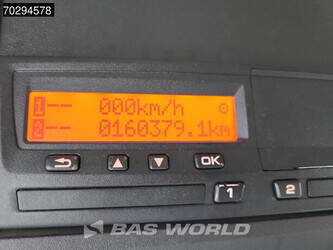 70294578
1 -- 000km/h
2 -- 0160379.1km
OK
1
2
BAS WORLD